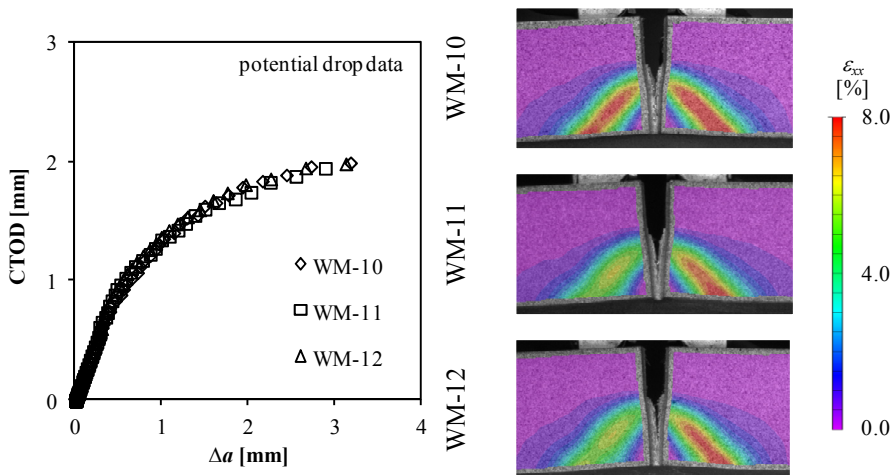 3
2
1
0
CTOD [mm]
potential drop data
WM-10
WM-11
WM-12
0
1
2
3
4
Δa [mm]
WM-10
WM-11
WM-12
εxx
[%]
8.0
4.0
0.0